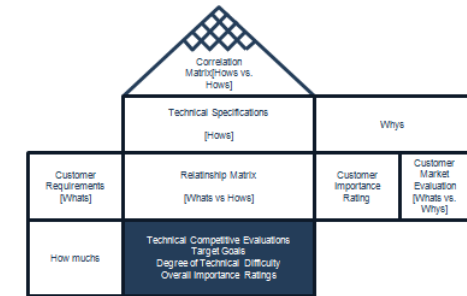 Correlation
Matrix[Hows vs.
Hows]
Technical Specifications
[Hows]
Whys
Customer
Requirements
[Whats]
Relatinship Matrix
[Whats vs Hows]
Customer
Importance
Rating
Customer
Market
Evaluation
[Whats vs.
Whys]
How muchs
Technical Competitive Evaluations
Target Goals
Degree of Technical Difficulty
Overall Importance Ratings